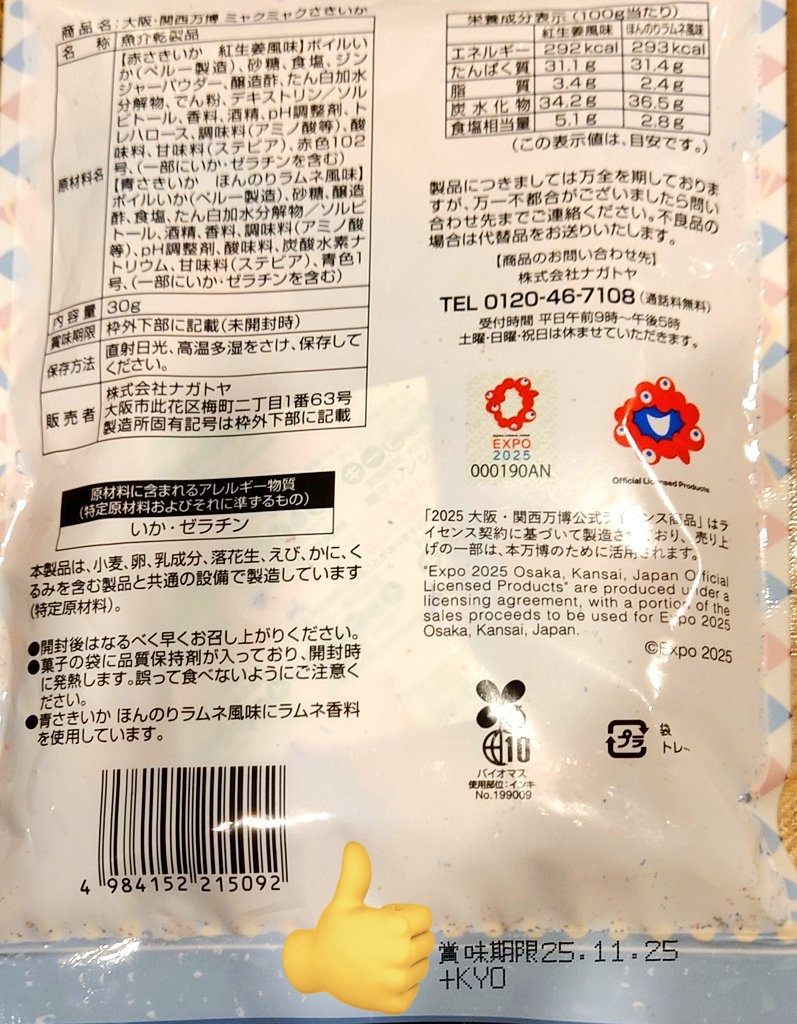 商品名:大阪・関西万博 ミャクミャクさきいか
名称 魚介乾製品
原材料名
【赤さきいか 紅生姜風味】ボイルい
か(ペルー製造)、砂糖、食塩、ジン
ジャーパウダー、醸造酢、たん白加水
分解物、でん粉、デキストリン/ソル
ビトール、香料、酒精、pH調整剤、ト
レハロース、調味料(アミノ酸等)、酸
味料、甘味料(ステビア)、赤色102
号、(一部にいか・ゼラチンを含む)
【青さきいか ほんのりラムネ風味】
ボイルいか(ペルー製造)、砂糖、醸造
酢、食塩、たん白加水分解物/ソルビ
トール、酒精、香料、調味料(アミノ酸
等)、pH調整剤、酸味料、炭酸水素ナ
トリウム、甘味料(ステビア)、青色1
号、(一部にいか・ゼラチンを含む)
内容量 30g
賞味期限 枠外下部に記載(未開封時)
保存方法 直射日光、高温多湿をさけ、保存して
ください。
販売者 株式会社ナガトヤ
大阪市此花区梅町二丁目1番63号
製造所固有記号は枠外下部に記載
原材料に含まれるアレルギー物質
(特定原材料およびそれに準ずるもの)
いか・ゼラチン
本製品は、小麦、卵、乳成分、落花生、えび、かに、く
るみを含む製品と共通の設備で製造しています
(特定原材料)。
●開封後はなるべく早くお召し上がりください。
●菓子の袋に品質保持剤が入っており、開封時
に発熱します。誤って食べないようにご注意く
ださい。
●青さきいか ほんのりラムネ風味にラムネ香料
を使用しています。
4 984152 215092
栄養成分表示(100g当たり)
紅生姜風味 ほんのりラムネ風味
エネルギー 292kcal 293kcal
たんぱく質 31.1g 31.4g
脂質 3.4g 2.4g
炭水化物 34.2g 36.5g
食塩相当量 5.1g 2.8g
(この表示値は、目安です。)
製品につきましては万全を期しておりま
すが、万一不都合がございましたら問い
合わせ先までご連絡ください。不良品の
場合は代替品をお送りいたします。
【商品のお問い合わせ先】
株式会社ナガトヤ
TEL 0120-46-7108(通話料無料)
受付時間 平日午前9時~午後5時
土曜・日曜・祝日は休ませていただきます。
OSAKA, KANSAI, JAPAN
EXPO
2025
000190AN
Official Licensed Products
「2025 大阪・関西万博公式ライセンス商品」はラ
イセンス契約に基づいて製造されており、売り上
げの一部は、本万博のために活用されます。
"Expo 2025 Osaka, Kansai, Japan Official
Licensed Products" are produced under a
licensing agreement, with a portion of the
sales proceeds to be used for Expo 2025
Osaka, Kansai, Japan.
©Expo 2025
10
バイオマス
使用部位:インキ
No.199009
プラ
袋
トレー
賞味期限25.11.25
+KYO